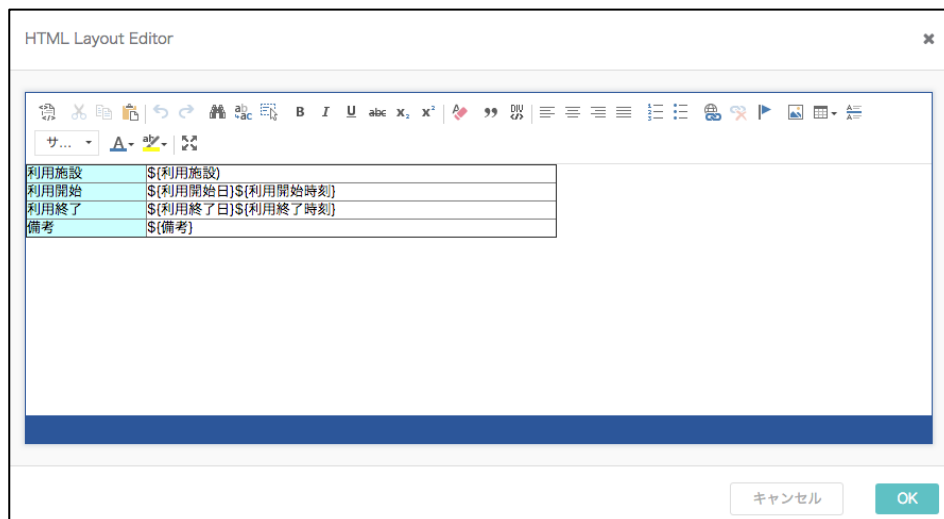 HTML Layout Editor
サ...
利用施設 ${利用施設)
利用開始 ${利用開始日}${利用開始時刻}
利用終了 ${利用終了日}${利用終了時刻}
備考 ${備考}
キャンセル OK